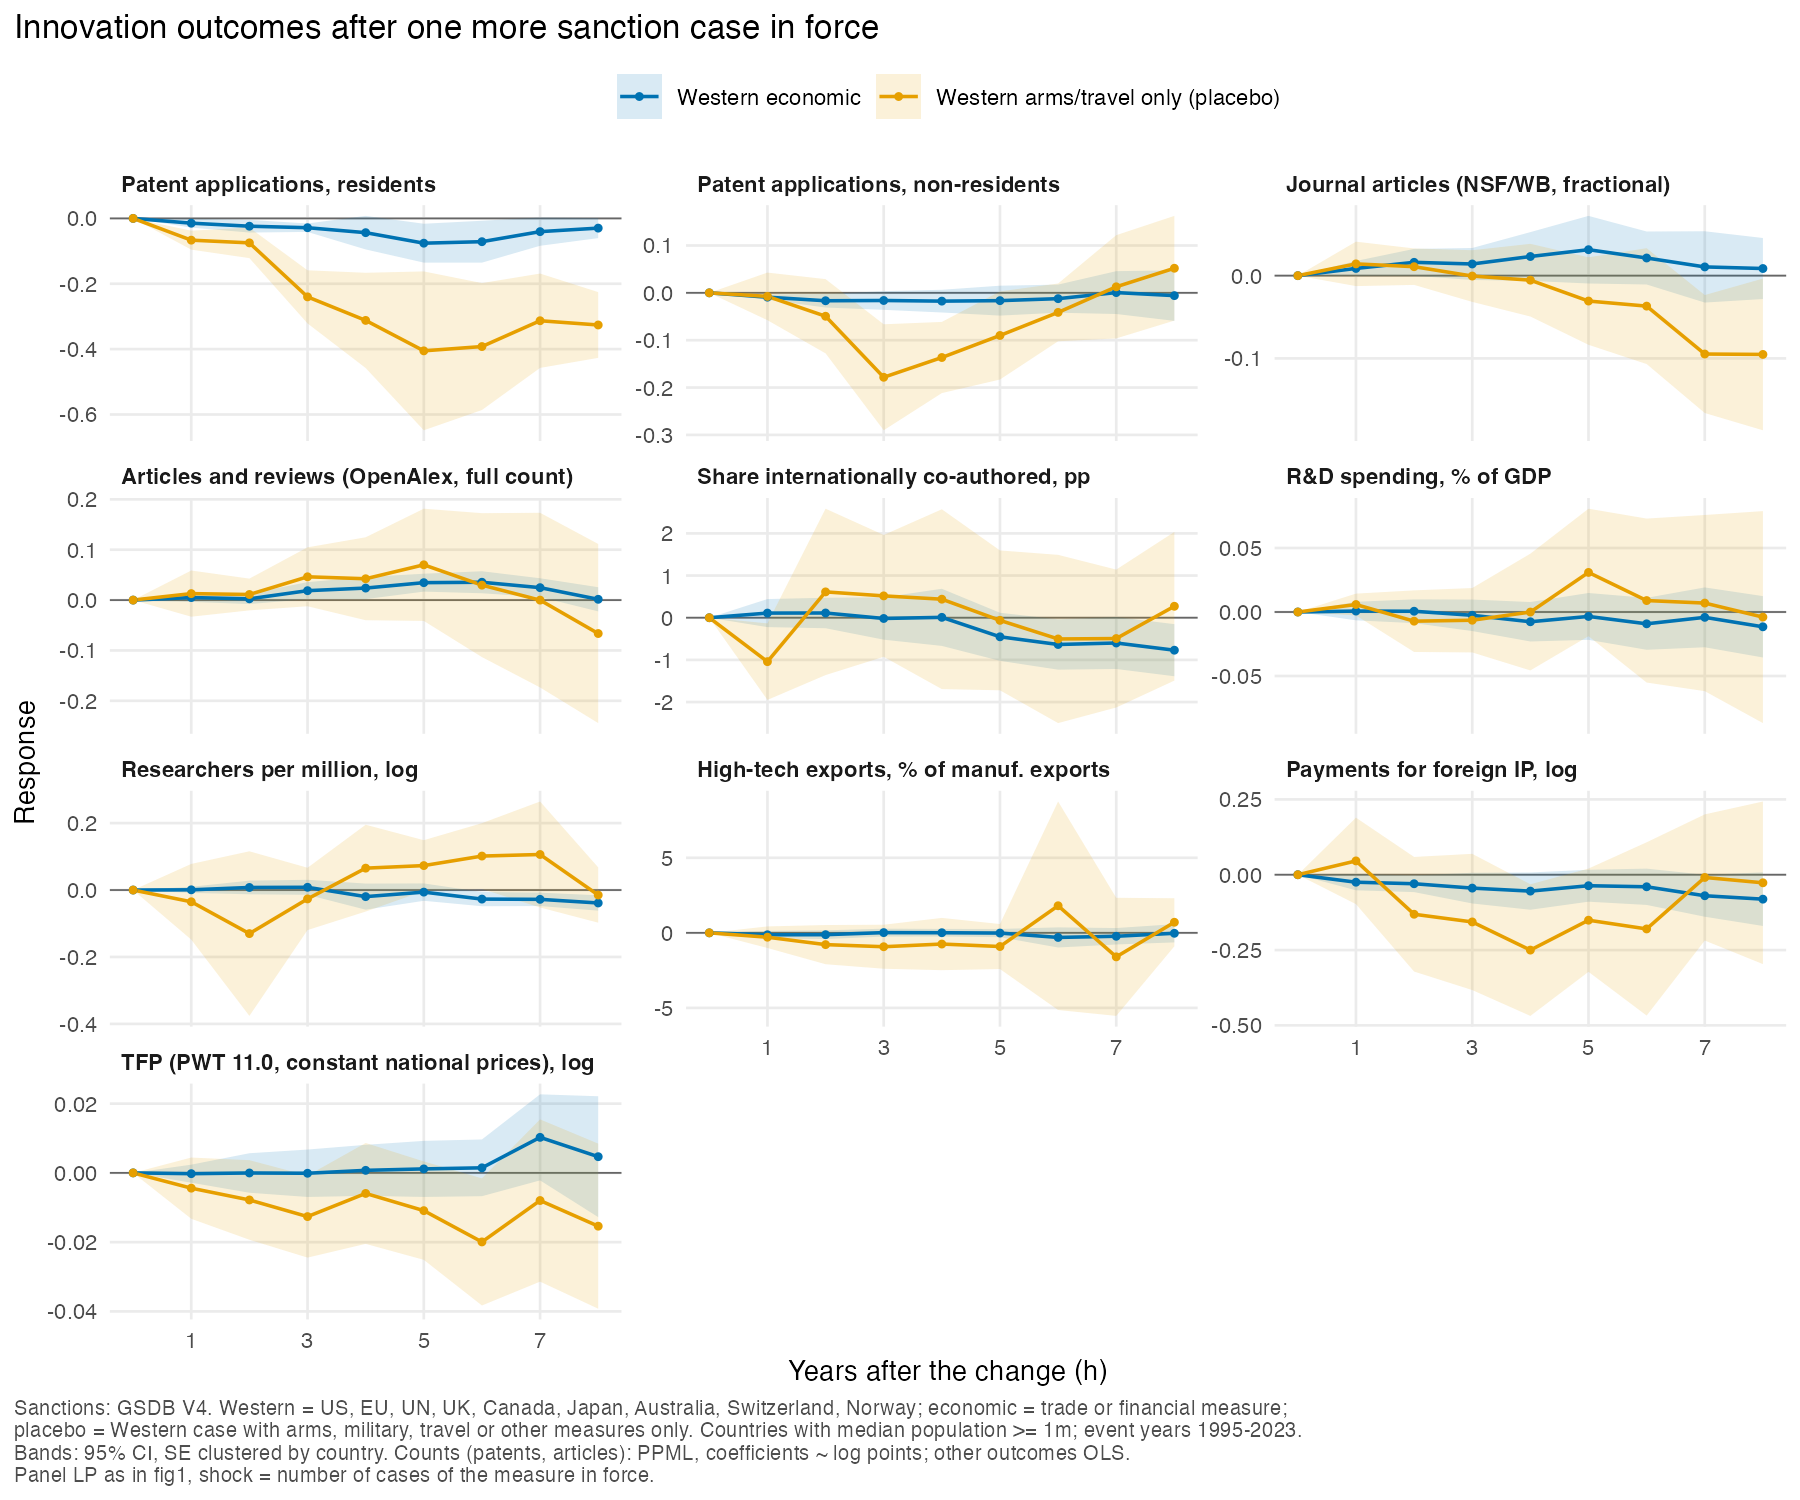 Innovation outcomes after one more sanction case in force
Western economic
Western arms/travel only (placebo)
Patent applications, residents
0.0
-0.2
-0.4
-0.6
Patent applications, non-residents
0.1
0.0
-0.1
-0.2
-0.3
Journal articles (NSF/WB, fractional)
0.0
-0.1
Articles and reviews (OpenAlex, full count)
0.2
0.1
0.0
-0.1
-0.2
Share internationally co-authored, pp
2
1
0
-1
-2
R&D spending, % of GDP
0.05
0.00
-0.05
Researchers per million, log
0.2
0.0
-0.2
-0.4
High-tech exports, % of manuf. exports
5
0
-5
1 3 5 7
Payments for foreign IP, log
0.25
0.00
-0.25
-0.50
1 3 5 7
TFP (PWT 11.0, constant national prices), log
0.02
0.00
-0.02
-0.04
1 3 5 7
Response
Years after the change (h)
Sanctions: GSDB V4. Western = US, EU, UN, UK, Canada, Japan, Australia, Switzerland, Norway; economic = trade or financial measure;
placebo = Western case with arms, military, travel or other measures only. Countries with median population >= 1m; event years 1995-2023.
Bands: 95% CI, SE clustered by country. Counts (patents, articles): PPML, coefficients ~ log points; other outcomes OLS.
Panel LP as in fig1, shock = number of cases of the measure in force.